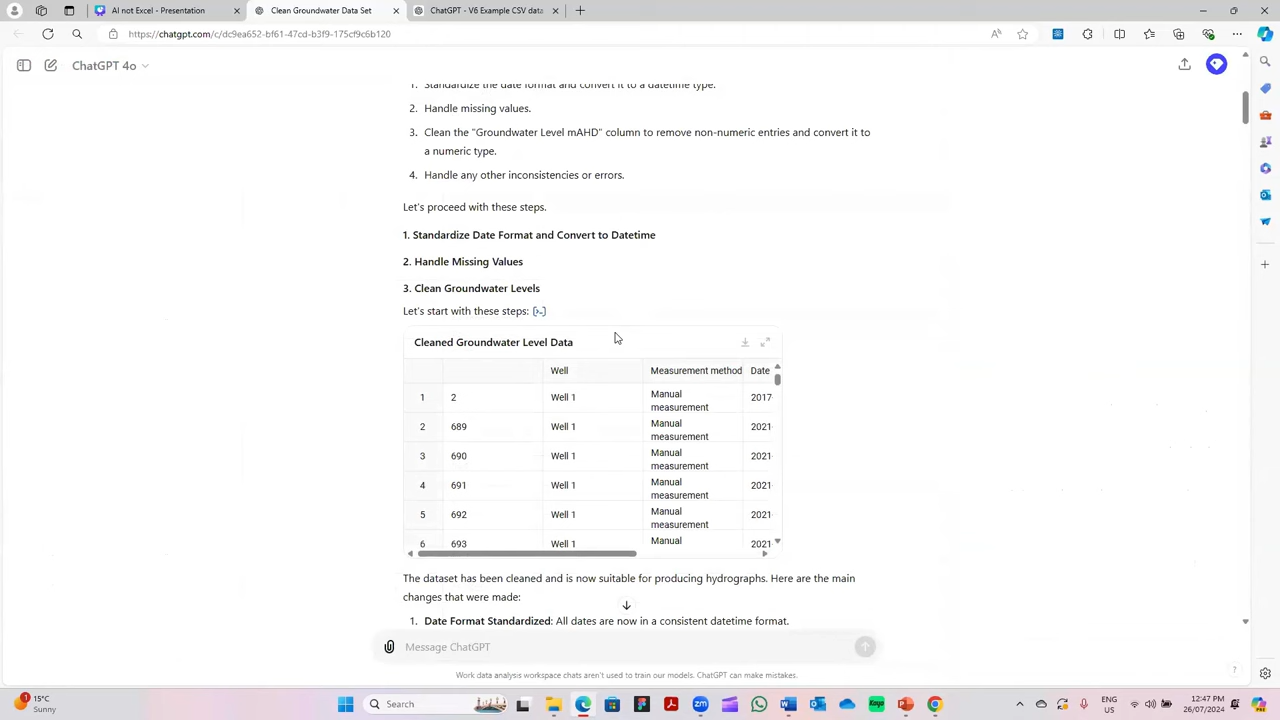 AI not Excel - Presentation
Clean Groundwater Data Set
ChatGPT - V6 Example CSV data
https://chatgpt.com/c/dc9ea652-bf61-47cd-b3f9-175cf9c6b120
ChatGPT 4o
1. Standardize the date format and convert it to a datetime type.
2. Handle missing values.
3. Clean the "Groundwater Level mAHD" column to remove non-numeric entries and convert it to
a numeric type.
4. Handle any other inconsistencies or errors.
Let's proceed with these steps.
1. Standardize Date Format and Convert to Datetime
2. Handle Missing Values
3. Clean Groundwater Levels
Let's start with these steps: [>-]
Cleaned Groundwater Level Data
Well Measurement method Date
1 2 Well 1 Manual measurement 2017-
2 689 Well 1 Manual measurement 2021-
3 690 Well 1 Manual measurement 2021-
4 691 Well 1 Manual measurement 2021-
5 692 Well 1 Manual measurement 2021-
6 693 Well 1 Manual 2021-
The dataset has been cleaned and is now suitable for producing hydrographs. Here are the main
changes that were made:
1. Date Format Standardized: All dates are now in a consistent datetime format.
Message ChatGPT
Work data analysis workspace chats aren't used to train our models. ChatGPT can make mistakes.
?
1
15°C
Sunny
Search
Kayo
ENG
US
12:47 PM
26/07/2024